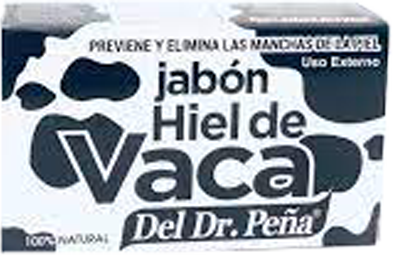 PREVIENE Y ELIMINA LAS MANCHAS DE LA PIEL
Uso Externo
jabón
Hiel de
Vaca
Del Dr. Peña®
100% NATURAL